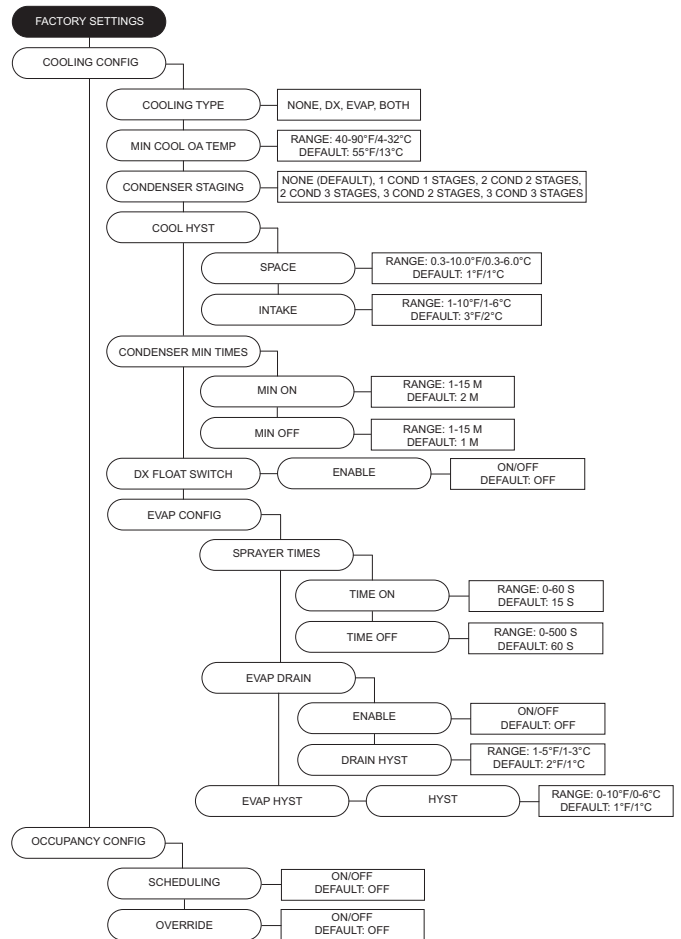 FACTORY SETTINGS
COOLING CONFIG
COOLING TYPE
NONE, DX, EVAP, BOTH
MIN COOL OA TEMP
RANGE: 40-90°F/4-32°C
DEFAULT: 55°F/13°C
CONDENSER STAGING
NONE (DEFAULT), 1 COND 1 STAGES, 2 COND 2 STAGES,
2 COND 3 STAGES, 3 COND 2 STAGES, 3 COND 3 STAGES
COOL HYST
SPACE
RANGE: 0.3-10.0°F/0.3-6.0°C
DEFAULT: 1°F/1°C
INTAKE
RANGE: 1-10°F/1-6°C
DEFAULT: 3°F/2°C
CONDENSER MIN TIMES
MIN ON
RANGE: 1-15 M
DEFAULT: 2 M
MIN OFF
RANGE: 1-15 M
DEFAULT: 1 M
DX FLOAT SWITCH
ENABLE
ON/OFF
DEFAULT: OFF
EVAP CONFIG
SPRAYER TIMES
TIME ON
RANGE: 0-60 S
DEFAULT: 15 S
TIME OFF
RANGE: 0-500 S
DEFAULT: 60 S
EVAP DRAIN
ENABLE
ON/OFF
DEFAULT: OFF
DRAIN HYST
RANGE: 1-5°F/1-3°C
DEFAULT: 2°F/1°C
EVAP HYST
HYST
RANGE: 0-10°F/0-6°C
DEFAULT: 1°F/1°C
OCCUPANCY CONFIG
SCHEDULING
ON/OFF
DEFAULT: OFF
OVERRIDE
ON/OFF
DEFAULT: OFF